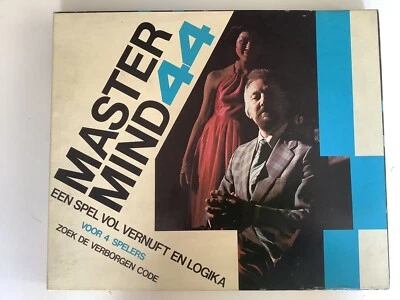 MASTER
MIND 44
EEN SPEL VOL VERNUFT EN LOGIKA
VOOR 4 SPELERS
ZOEK DE VERBORGEN CODE